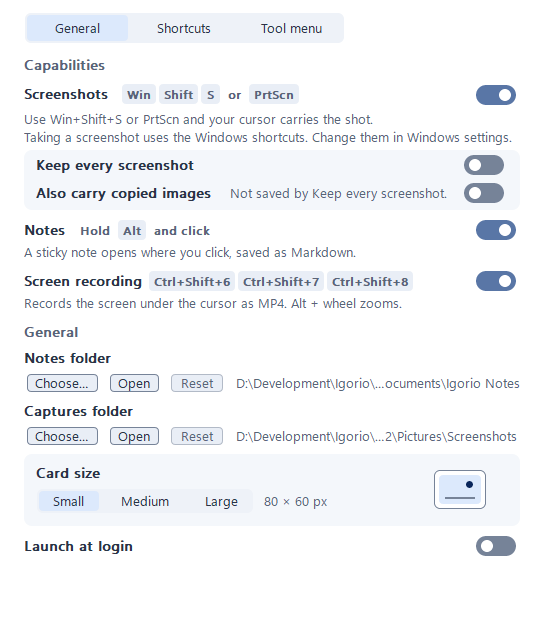 General Shortcuts Tool menu
Capabilities
Screenshots Win Shift S or PrtScn
Use Win+Shift+S or PrtScn and your cursor carries the shot.
Taking a screenshot uses the Windows shortcuts. Change them in Windows settings.
Keep every screenshot
Also carry copied images Not saved by Keep every screenshot.
Notes Hold Alt and click
A sticky note opens where you click, saved as Markdown.
Screen recording Ctrl+Shift+6 Ctrl+Shift+7 Ctrl+Shift+8
Records the screen under the cursor as MP4. Alt + wheel zooms.
General
Notes folder
Choose... Open Reset D:\Development\Igorio\...ocuments\Igorio Notes
Captures folder
Choose... Open Reset D:\Development\Igorio\...2\Pictures\Screenshots
Card size
Small Medium Large 80 × 60 px
Launch at login